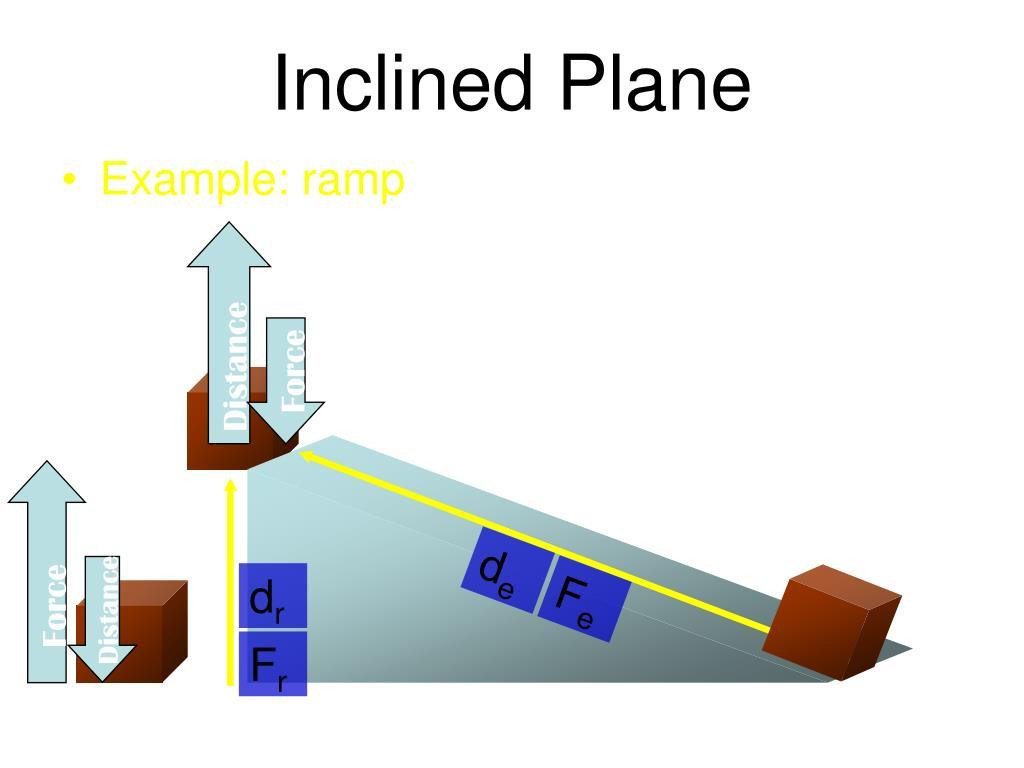 Inclined Plane
• Example: ramp
Distance
Force
Force
Distance
dr
Fr
de
Fe